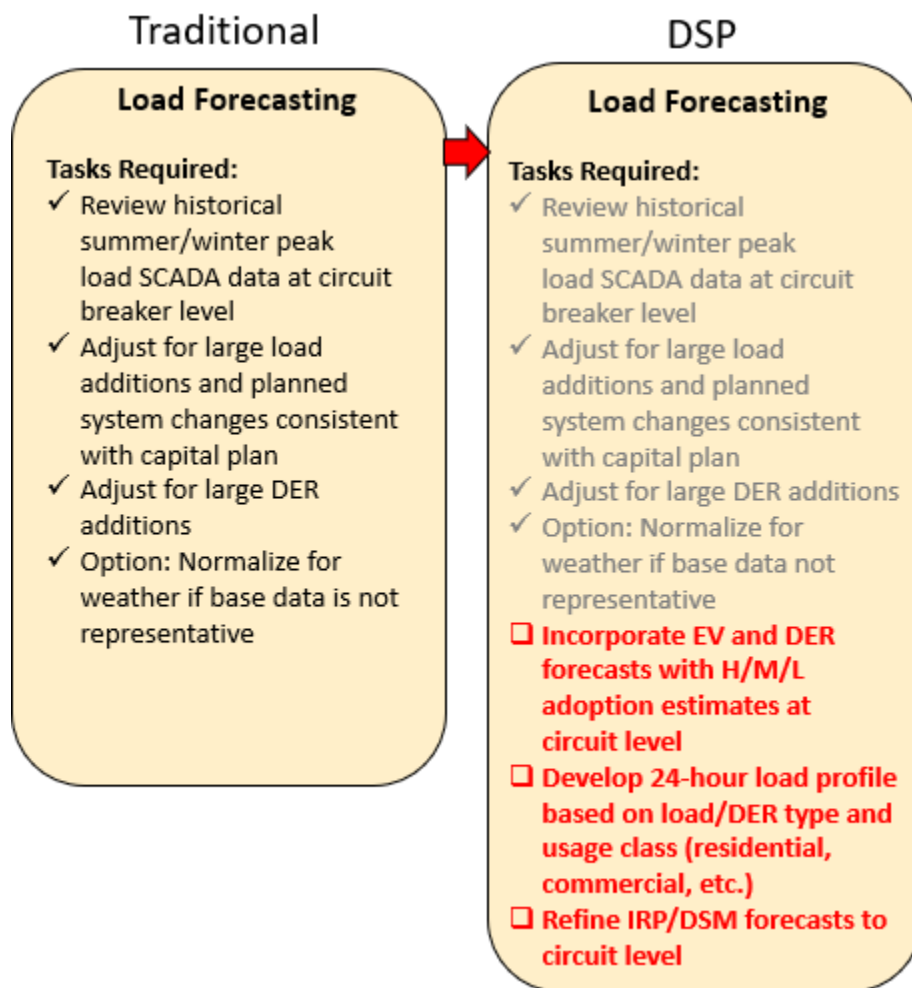 Traditional
Load Forecasting
Tasks Required:
✓ Review historical
summer/winter peak
load SCADA data at circuit
breaker level
✓ Adjust for large load
additions and planned
system changes consistent
with capital plan
✓ Adjust for large DER
additions
✓ Option: Normalize for
weather if base data is not
representative
DSP
Load Forecasting
Tasks Required:
✓ Review historical
summer/winter peak
load SCADA data at circuit
breaker level
✓ Adjust for large load
additions and planned
system changes consistent
with capital plan
✓ Adjust for large DER additions
✓ Option: Normalize for
weather if base data not
representative
❑ Incorporate EV and DER
forecasts with H/M/L
adoption estimates at
circuit level
❑ Develop 24-hour load profile
based on load/DER type and
usage class (residential,
commercial, etc.)
❑ Refine IRP/DSM forecasts to
circuit level